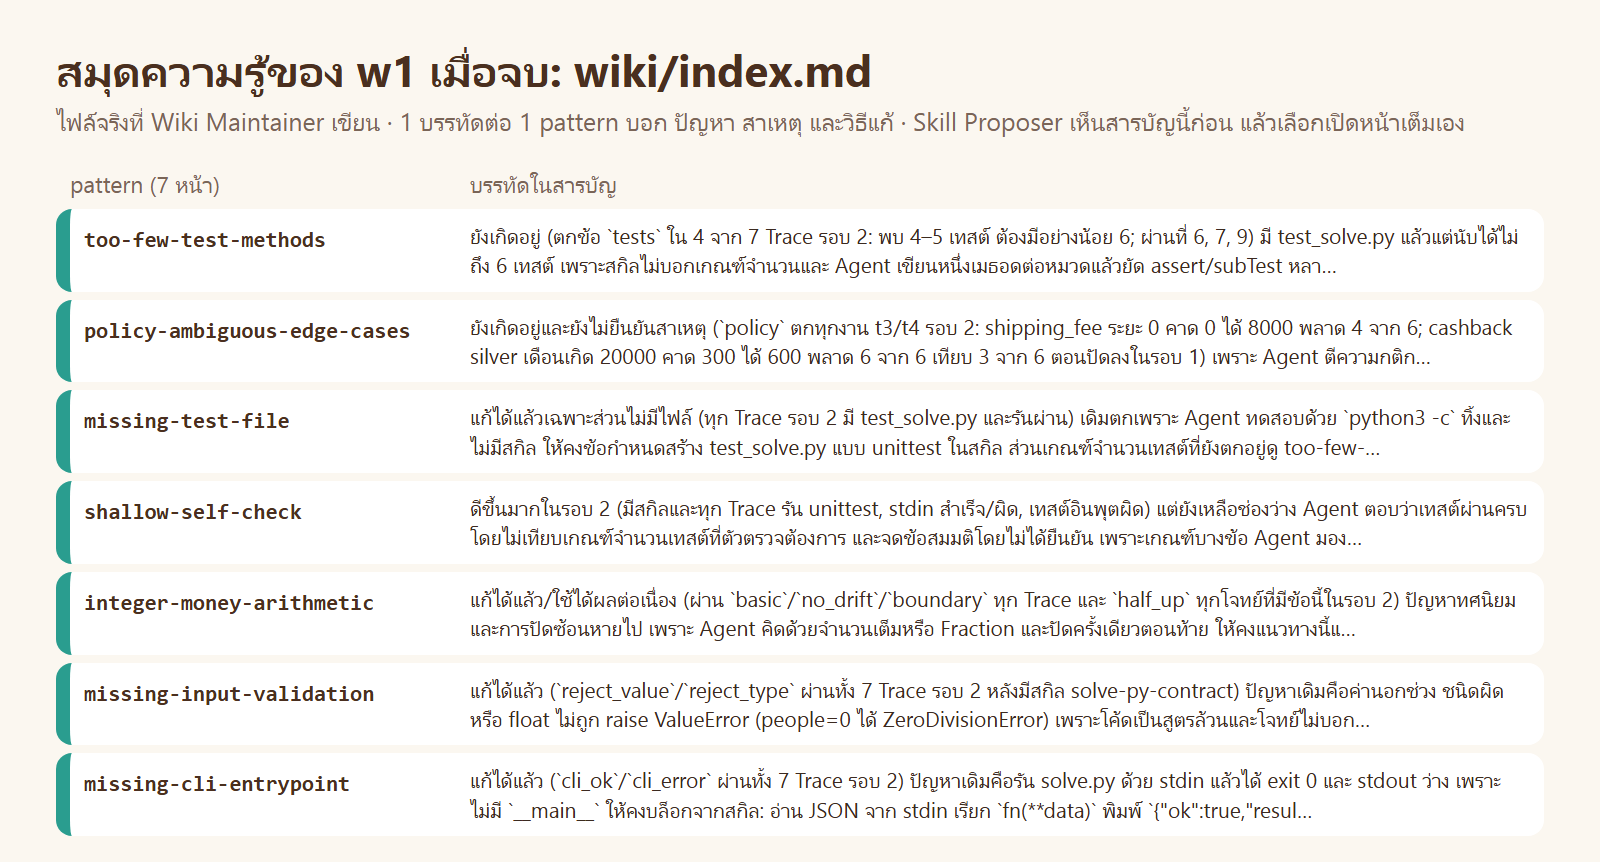 สมุดความรู้ของ w1 เมื่อจบ: wiki/index.md
ไฟล์จริงที่ Wiki Maintainer เขียน · 1 บรรทัดต่อ 1 pattern บอก ปัญหา สาเหตุ และวิธีแก้ · Skill Proposer เห็นสารบัญนี้ก่อน แล้วเลือกเปิดหน้าเต็มเอง
pattern (7 หน้า)
บรรทัดในสารบัญ
too-few-test-methods
ยังเกิดอยู่ (ตกข้อ `tests` ใน 4 จาก 7 Trace รอบ 2: พบ 4–5 เทสต์ ต้องมีอย่างน้อย 6; ผ่านที่ 6, 7, 9) มี test_solve.py แล้วแต่นับได้ไม่
ถึง 6 เทสต์ เพราะสกิลไม่บอกเกณฑ์จำนวนและ Agent เขียนหนึ่งเมธอดต่อหมวดแล้วยัด assert/subTest หลา...
policy-ambiguous-edge-cases
ยังเกิดอยู่และยังไม่ยืนยันสาเหตุ (`policy` ตกทุกงาน t3/t4 รอบ 2: shipping_fee ระยะ 0 คาด 0 ได้ 8000 พลาด 4 จาก 6; cashback
silver เดือนเกิด 20000 คาด 300 ได้ 600 พลาด 6 จาก 6 เทียบ 3 จาก 6 ตอนปัดลงในรอบ 1) เพราะ Agent ตีความกติก...
missing-test-file
แก้ได้แล้วเฉพาะส่วนไม่มีไฟล์ (ทุก Trace รอบ 2 มี test_solve.py และรันผ่าน) เดิมตกเพราะ Agent ทดสอบด้วย `python3 -c` ทิ้งและ
ไม่มีสกิล ให้คงข้อกำหนดสร้าง test_solve.py แบบ unittest ในสกิล ส่วนเกณฑ์จำนวนเทสต์ที่ยังตกอยู่ดู too-few-...
shallow-self-check
ดีขึ้นมากในรอบ 2 (มีสกิลและทุก Trace รัน unittest, stdin สำเร็จ/ผิด, เทสต์อินพุตผิด) แต่ยังเหลือช่องว่าง Agent ตอบว่าเทสต์ผ่านครบ
โดยไม่เทียบเกณฑ์จำนวนเทสต์ที่ตัวตรวจต้องการ และจดข้อสมมติโดยไม่ได้ยืนยัน เพราะเกณฑ์บางข้อ Agent มอง...
integer-money-arithmetic
แก้ได้แล้ว/ใช้ได้ผลต่อเนื่อง (ผ่าน `basic`/`no_drift`/`boundary` ทุก Trace และ `half_up` ทุกโจทย์ที่มีข้อนี้ในรอบ 2) ปัญหาทศนิยม
และการปัดซ้อนหายไป เพราะ Agent คิดด้วยจำนวนเต็มหรือ Fraction และปัดครั้งเดียวตอนท้าย ให้คงแนวทางนี้แ...
missing-input-validation
แก้ได้แล้ว (`reject_value`/`reject_type` ผ่านทั้ง 7 Trace รอบ 2 หลังมีสกิล solve-py-contract) ปัญหาเดิมคือค่านอกช่วง ชนิดผิด
หรือ float ไม่ถูก raise ValueError (people=0 ได้ ZeroDivisionError) เพราะโค้ดเป็นสูตรล้วนและโจทย์ไม่บอก...
missing-cli-entrypoint
แก้ได้แล้ว (`cli_ok`/`cli_error` ผ่านทั้ง 7 Trace รอบ 2) ปัญหาเดิมคือรัน solve.py ด้วย stdin แล้วได้ exit 0 และ stdout ว่าง เพราะ
ไม่มี `__main__` ให้คงบล็อกจากสกิล: อ่าน JSON จาก stdin เรียก `fn(**data)` พิมพ์ `{"ok":true,"resul...